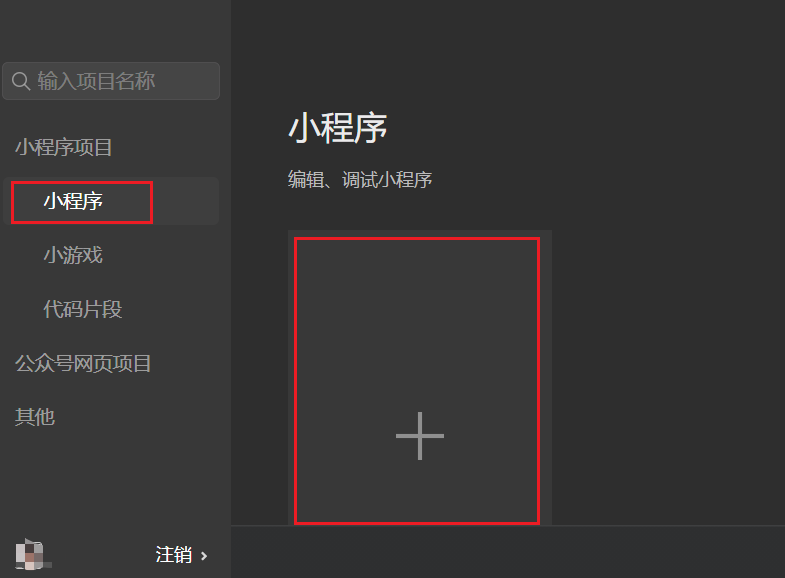 输入项目名称
小程序项目
小程序
小游戏
代码片段
公众号网页项目
其他
注销
小程序
编辑、调试小程序